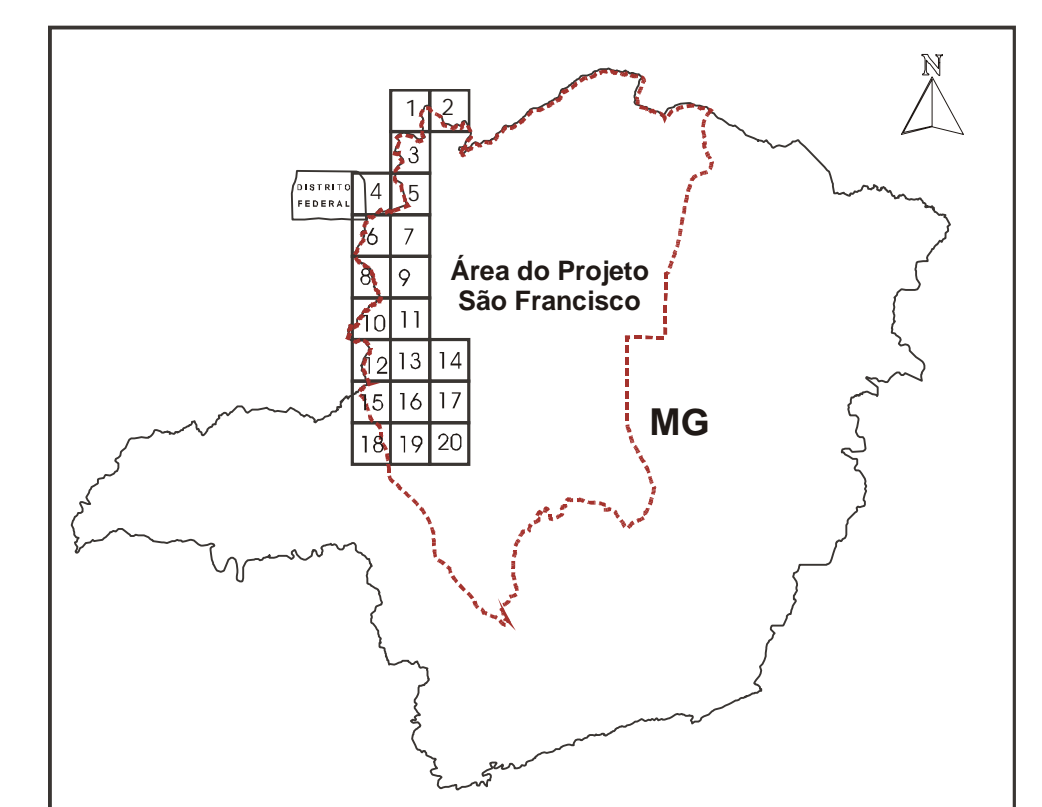 N
1 2
3
DISTRITO
FEDERAL
4 5
6 7
8 9
10 11
12 13 14
15 16 17
18 19 20
Área do Projeto
São Francisco
MG